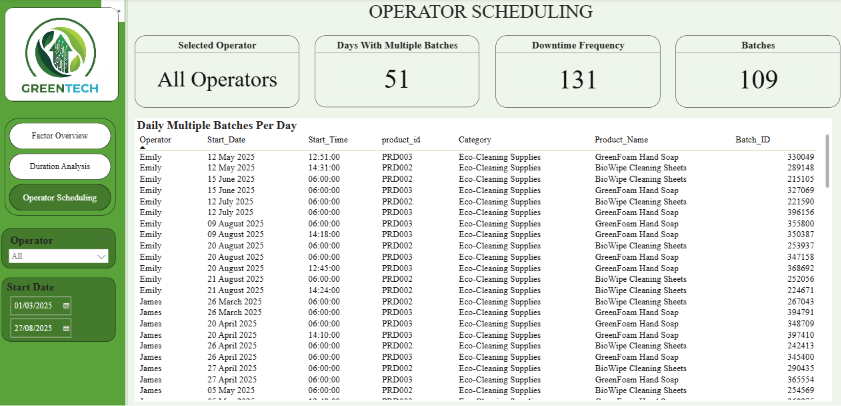 OPERATOR SCHEDULING
GREENTECH
Selected Operator
All Operators
Days With Multiple Batches
51
Downtime Frequency
131
Batches
109
Factor Overview
Duration Analysis
Operator Scheduling
Operator
All
Start Date
01/03/2025
27/08/2025
Daily Multiple Batches Per Day
Operator Start_Date Start_Time product_id Category Product_Name Batch_ID
Emily 12 May 2025 12:51:00 PRD003 Eco-Cleaning Supplies GreenFoam Hand Soap 330049
Emily 12 May 2025 14:31:00 PRD002 Eco-Cleaning Supplies BioWipe Cleaning Sheets 289148
Emily 15 June 2025 06:00:00 PRD002 Eco-Cleaning Supplies BioWipe Cleaning Sheets 215105
Emily 15 June 2025 06:00:00 PRD003 Eco-Cleaning Supplies GreenFoam Hand Soap 327069
Emily 12 July 2025 06:00:00 PRD002 Eco-Cleaning Supplies BioWipe Cleaning Sheets 221590
Emily 12 July 2025 06:00:00 PRD003 Eco-Cleaning Supplies GreenFoam Hand Soap 396156
Emily 09 August 2025 06:00:00 PRD003 Eco-Cleaning Supplies GreenFoam Hand Soap 355800
Emily 09 August 2025 14:18:00 PRD003 Eco-Cleaning Supplies GreenFoam Hand Soap 350387
Emily 20 August 2025 06:00:00 PRD002 Eco-Cleaning Supplies BioWipe Cleaning Sheets 253937
Emily 20 August 2025 06:00:00 PRD003 Eco-Cleaning Supplies GreenFoam Hand Soap 347158
Emily 20 August 2025 12:45:00 PRD003 Eco-Cleaning Supplies GreenFoam Hand Soap 368692
Emily 21 August 2025 06:00:00 PRD002 Eco-Cleaning Supplies BioWipe Cleaning Sheets 252056
Emily 21 August 2025 14:24:00 PRD002 Eco-Cleaning Supplies BioWipe Cleaning Sheets 224671
James 26 March 2025 06:00:00 PRD002 Eco-Cleaning Supplies BioWipe Cleaning Sheets 267043
James 26 March 2025 06:00:00 PRD003 Eco-Cleaning Supplies GreenFoam Hand Soap 394791
James 20 April 2025 06:00:00 PRD003 Eco-Cleaning Supplies GreenFoam Hand Soap 348709
James 20 April 2025 14:10:00 PRD003 Eco-Cleaning Supplies GreenFoam Hand Soap 397410
James 26 April 2025 06:00:00 PRD002 Eco-Cleaning Supplies BioWipe Cleaning Sheets 242413
James 26 April 2025 06:00:00 PRD003 Eco-Cleaning Supplies GreenFoam Hand Soap 345400
James 27 April 2025 06:00:00 PRD002 Eco-Cleaning Supplies BioWipe Cleaning Sheets 290435
James 27 April 2025 06:00:00 PRD003 Eco-Cleaning Supplies GreenFoam Hand Soap 365554
James 05 May 2025 06:00:00 PRD002 Eco-Cleaning Supplies BioWipe Cleaning Sheets 254569